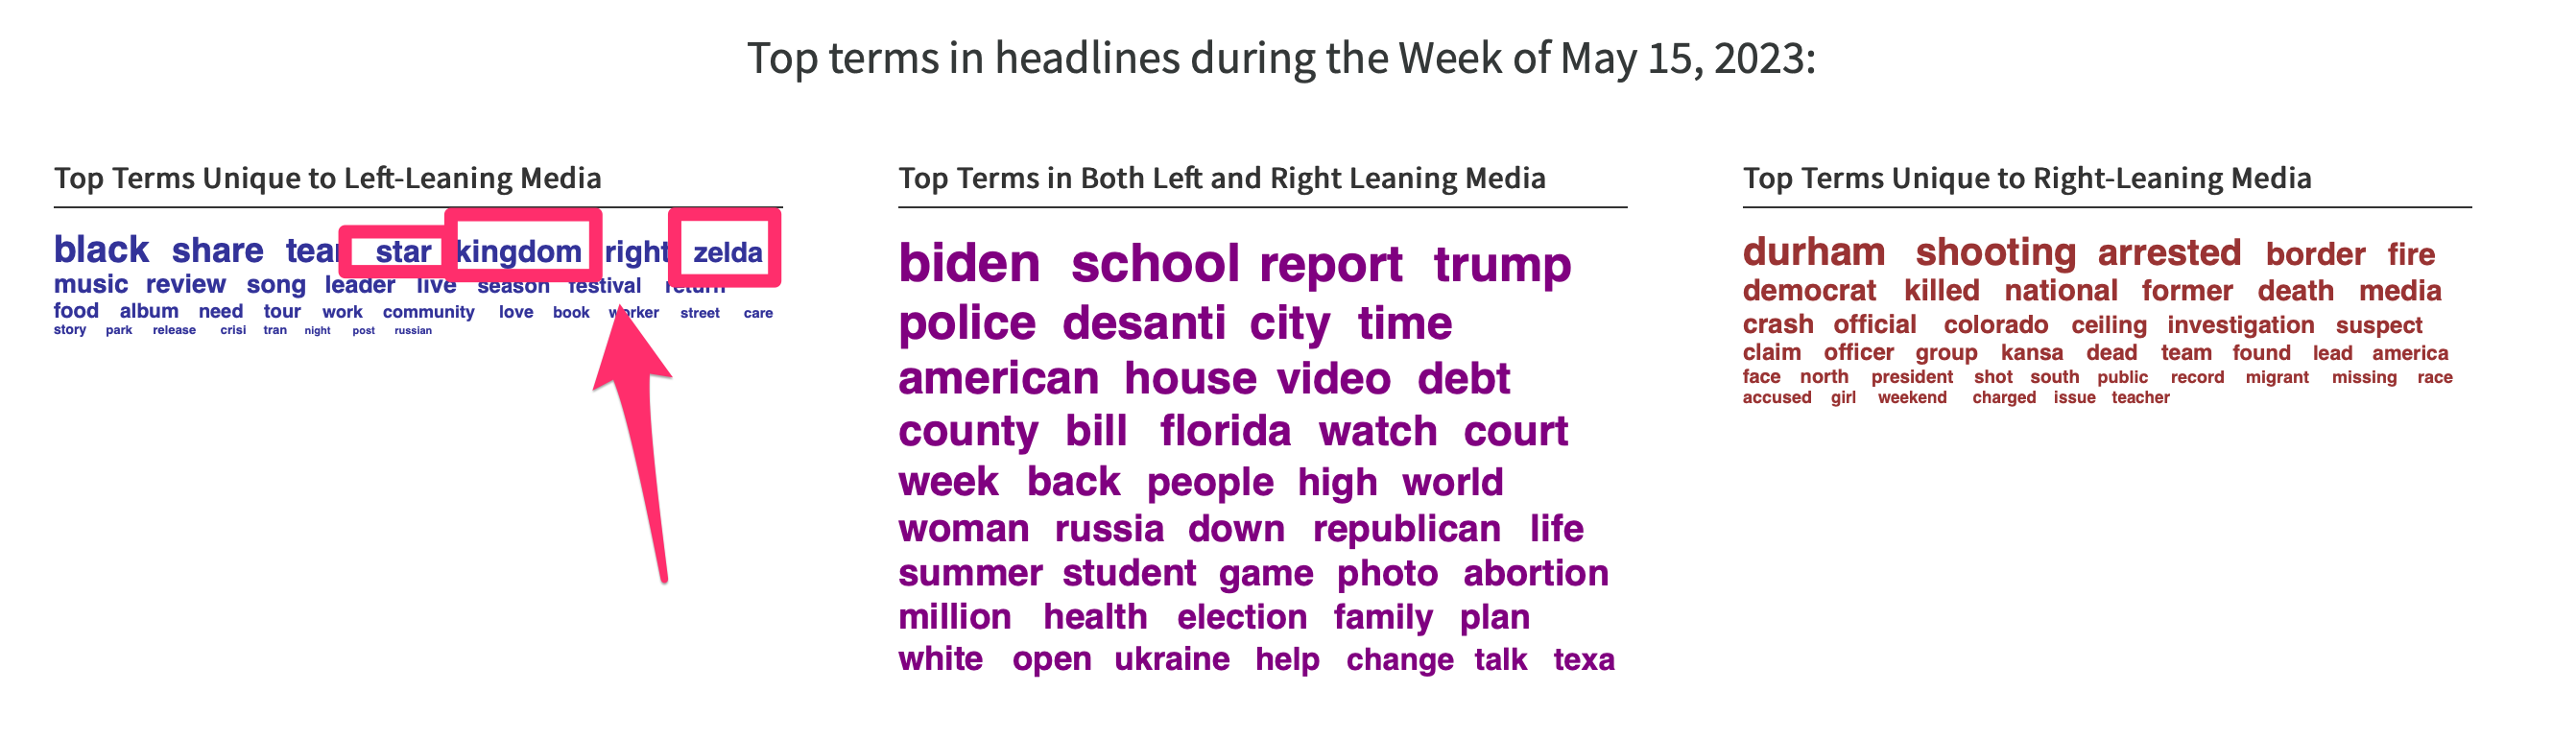 Top terms in headlines during the Week of May 15, 2023:
Top Terms Unique to Left-Leaning Media
black share tear star kingdom right zelda
music review song leader live season festival return
food album need tour work community love book worker street care
story park release crisi tran night post russian
Top Terms in Both Left and Right Leaning Media
biden school report trump
police desanti city time
american house video debt
county bill florida watch court
week back people high world
woman russia down republican life
summer student game photo abortion
million health election family plan
white open ukraine help change talk texa
Top Terms Unique to Right-Leaning Media
durham shooting arrested border fire
democrat killed national former death media
crash official colorado ceiling investigation suspect
claim officer group kansa dead team found lead america
face north president shot south public record migrant missing race
accused girl weekend charged issue teacher